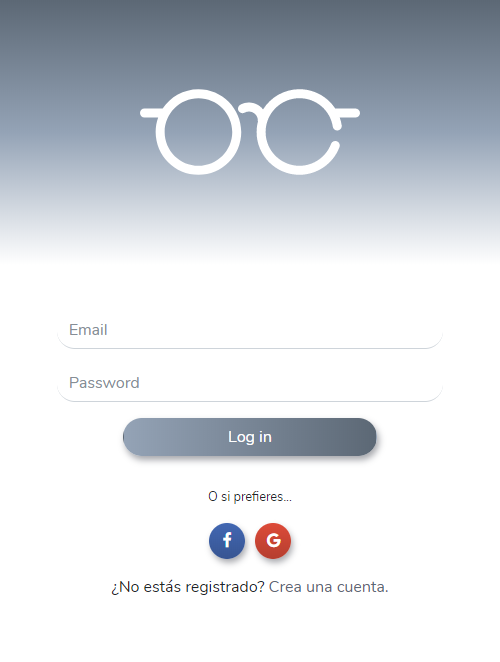 Email
Password
Log in
O si prefieres...
¿No estás registrado? Crea una cuenta.